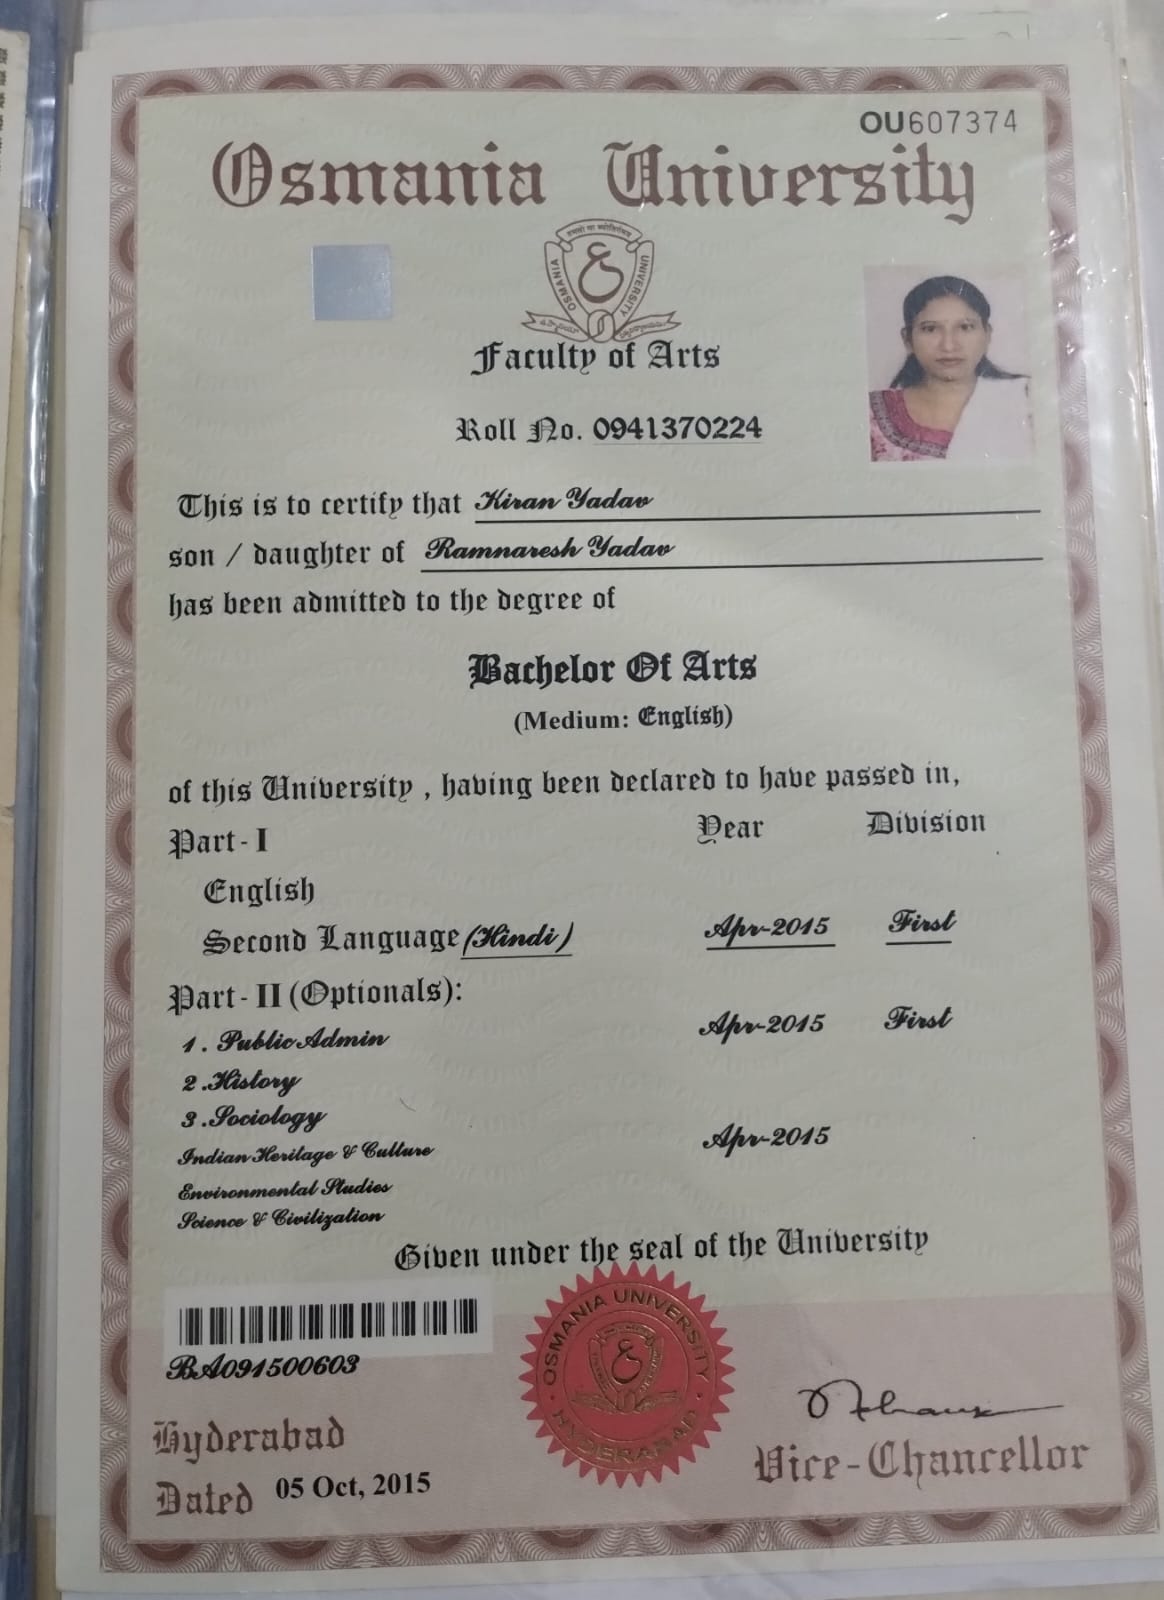 OU607374
Osmania University
OSMANIA UNIVERSITY
Faculty of Arts
Roll No. 0941370224
This is to certify that Kiran Yadav
son / daughter of Ramnaresh Yadav
has been admitted to the degree of
Bachelor Of Arts
(Medium: English)
of this University , having been declared to have passed in,
Part-I Year Division
English
Second Language (Hindi) Apr-2015 First
Part-II (Optionals):
1. Public Admin Apr-2015 First
2. History
3. Sociology
Indian Heritage & Culture Apr-2015
Environmental Studies
Science & Civilization
Given under the seal of the University
OSMANIA UNIVERSITY
HYDERABAD
BA091500603
Hyderabad
Vice-Chancellor
Dated 05 Oct, 2015